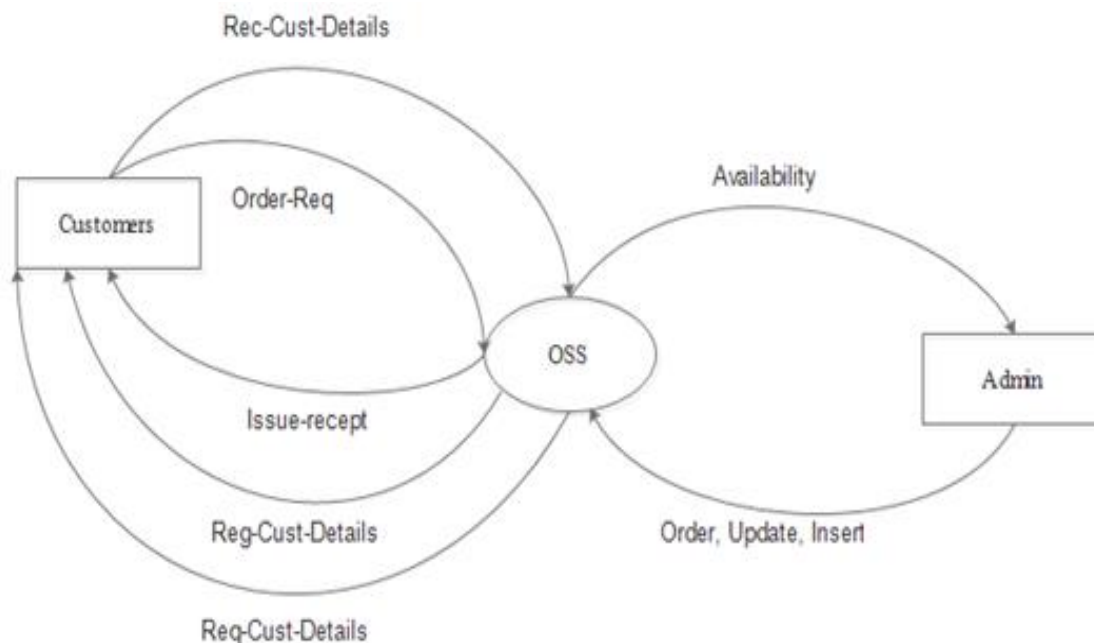 Rec-Cust-Details
Order-Req
Availability
Customers
OSS
Admin
Issue-recept
Reg-Cust-Details
Order, Update, Insert
Req-Cust-Details